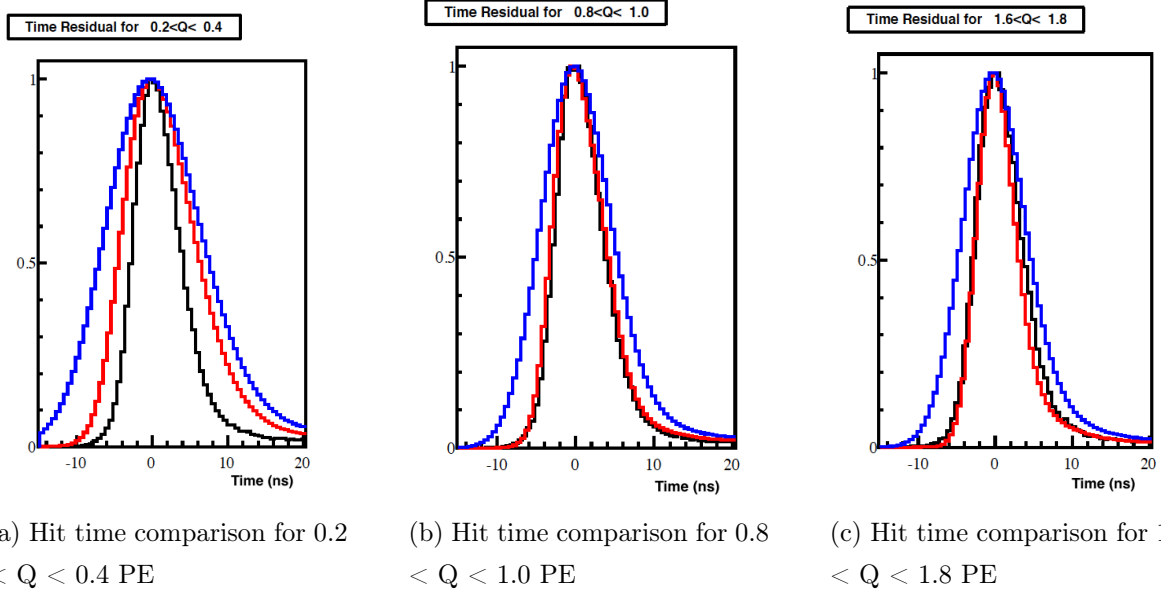 Time Residual for 0.2<Q< 0.4
1
0.5
0
-10 0 10 20
Time (ns)
a) Hit time comparison for 0.2
< Q < 0.4 PE
Time Residual for 0.8<Q< 1.0
1
0.5
0
-10 0 10 20
Time (ns)
(b) Hit time comparison for 0.8
< Q < 1.0 PE
Time Residual for 1.6<Q< 1.8
1
0.5
0
-10 0 10 20
Time (ns)
(c) Hit time comparison for 1
< Q < 1.8 PE